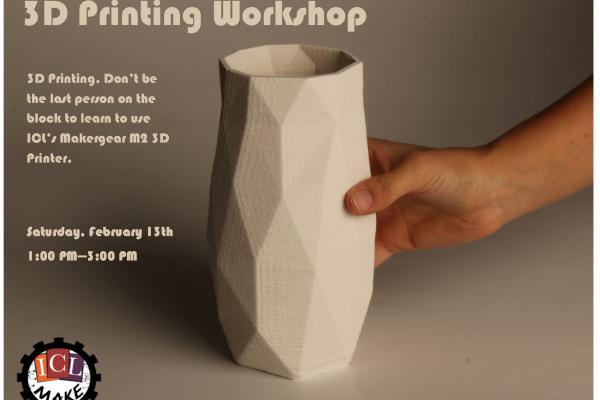 3D Printing Workshop
3D Printing. Don't be
the last person on the
block to learn to use
ICL's Makergear M2 3D
Printer.
Saturday, February 13th
1:00 PM—3:00 PM
ICL
MAKE